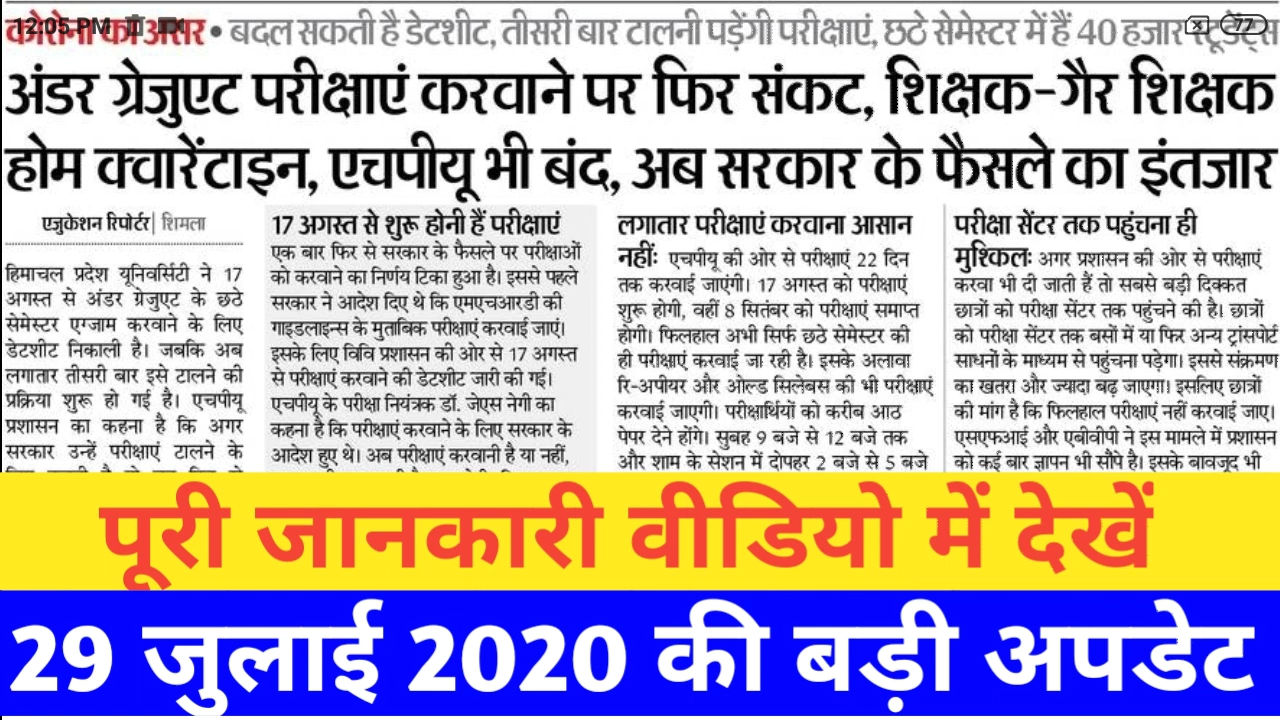 12:05 PM
77
कोरोना का असर • बदल सकती है डेटशीट, तीसरी बार टालनी पड़ेंगी परीक्षाएं, छठे सेमेस्टर में हैं 40 हजार स्टूडेंट्स
अंडर ग्रेजुएट परीक्षाएं करवाने पर फिर संकट, शिक्षक-गैर शिक्षक
होम क्वारेंटाइन, एचपीयू भी बंद, अब सरकार के फैसले का इंतजार
एजुकेशन रिपोर्टर| शिमला
हिमाचल प्रदेश यूनिवर्सिटी ने 17
अगस्त से अंडर ग्रेजुएट के छठे
सेमेस्टर एग्जाम करवाने के लिए
डेटशीट निकाली है। जबकि अब
लगातार तीसरी बार इसे टालने की
प्रक्रिया शुरू हो गई है। एचपीयू
प्रशासन का कहना है कि अगर
सरकार उन्हें परीक्षाएं टालने के
17 अगस्त से शुरू होनी हैं परीक्षाएं
एक बार फिर से सरकार के फैसले पर परीक्षाओं
को करवाने का निर्णय टिका हुआ है। इससे पहले
सरकार ने आदेश दिए थे कि एमएचआरडी की
गाइडलाइन्स के मुताबिक परीक्षाएं करवाई जाएं।
इसके लिए विवि प्रशासन की ओर से 17 अगस्त
से परीक्षाएं करवाने की डेटशीट जारी की गई।
एचपीयू के परीक्षा नियंत्रक डॉ. जेएस नेगी का
कहना है कि परीक्षाएं करवाने के लिए सरकार के
आदेश हुए थे। अब परीक्षाएं करवानी है या नहीं,
लगातार परीक्षाएं करवाना आसान
नहीं: एचपीयू की ओर से परीक्षाएं 22 दिन
तक करवाई जाएंगी। 17 अगस्त को परीक्षाएं
शुरू होगी, वहीं 8 सितंबर को परीक्षाएं समाप्त
होगी। फिलहाल अभी सिर्फ छठे सेमेस्टर की
ही परीक्षाएं करवाई जा रही है। इसके अलावा
रि-अपीयर और ओल्ड सिलेबस की भी परीक्षाएं
करवाई जाएगी। परीक्षार्थियों को करीब आठ
पेपर देने होंगे। सुबह 9 बजे से 12 बजे तक
और शाम के सेशन में दोपहर 2 बजे से 5 बजे
परीक्षा सेंटर तक पहुंचना ही
मुश्किल: अगर प्रशासन की ओर से परीक्षाएं
करवा भी दी जाती हैं तो सबसे बड़ी दिक्कत
छात्रों को परीक्षा सेंटर तक पहुंचने की है। छात्रों
को परीक्षा सेंटर तक बसों में या फिर अन्य ट्रांसपोर्ट
साधनों के माध्यम से पहुंचना पड़ेगा। इससे संक्रमण
का खतरा और ज्यादा बढ़ जाएगा। इसलिए छात्रों
की मांग है कि फिलहाल परीक्षाएं नहीं करवाई जाए।
एसएफआई और एबीवीपी ने इस मामले में प्रशासन
को कई बार ज्ञापन भी सौंपे है। इसके बावजूद भी
पूरी जानकारी वीडियो में देखें
29 जुलाई 2020 की बड़ी अपडेट